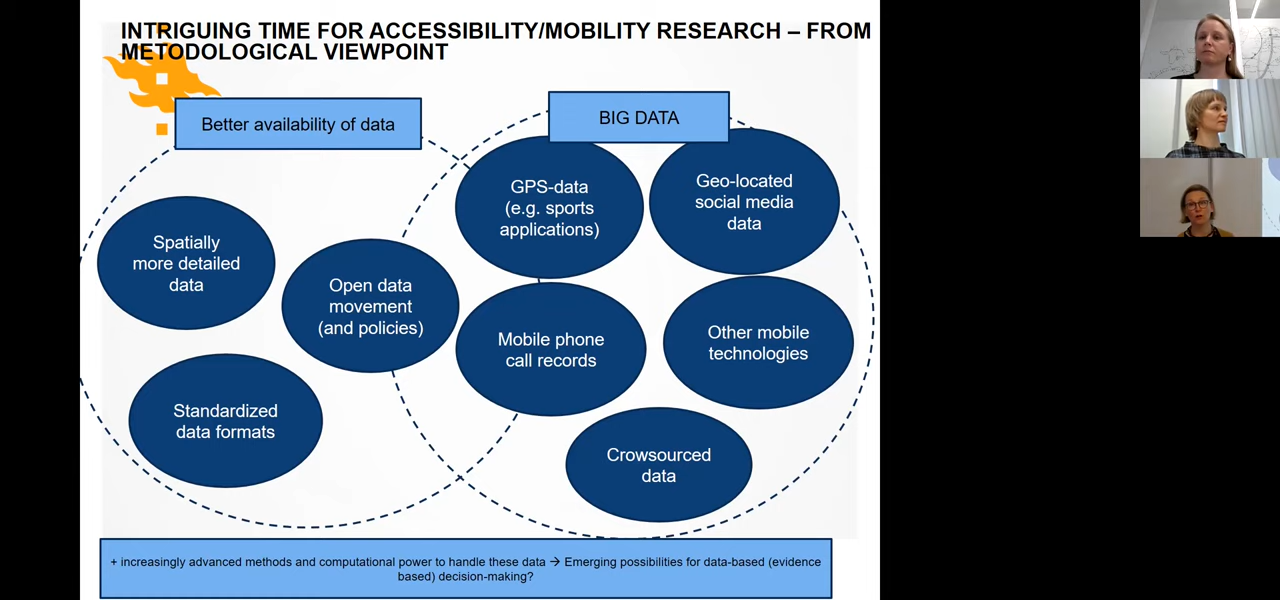 INTRIGUING TIME FOR ACCESSIBILITY/MOBILITY RESEARCH – FROM
METODOLOGICAL VIEWPOINT
Better availability of data
BIG DATA
GPS-data
(e.g. sports
applications)
Geo-located
social media
data
Spatially
more detailed
data
Open data
movement
(and policies)
Mobile phone
call records
Other mobile
technologies
Standardized
data formats
Crowsourced
data
+ increasingly advanced methods and computational power to handle these data → Emerging possibilities for data-based (evidence
based) decision-making?